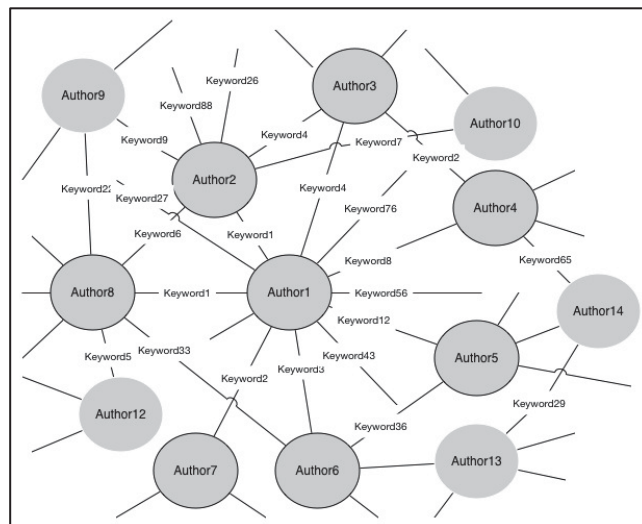 Author3
Keyword26
Author9
Keyword88
Author10
Keyword4
Keyword7
Keyword9
Keyword2
Author2
Keyword22
Keyword27
Keyword4
Author4
Keyword76
Keyword6
Keyword1
Keyword8
Keyword65
Author8
Keyword1
Author1
Keyword56
Keyword12
Author14
Keyword5
Keyword33
Keyword43
Author5
Keyword2
Keyword3
Keyword29
Author12
Keyword36
Author13
Author7
Author6